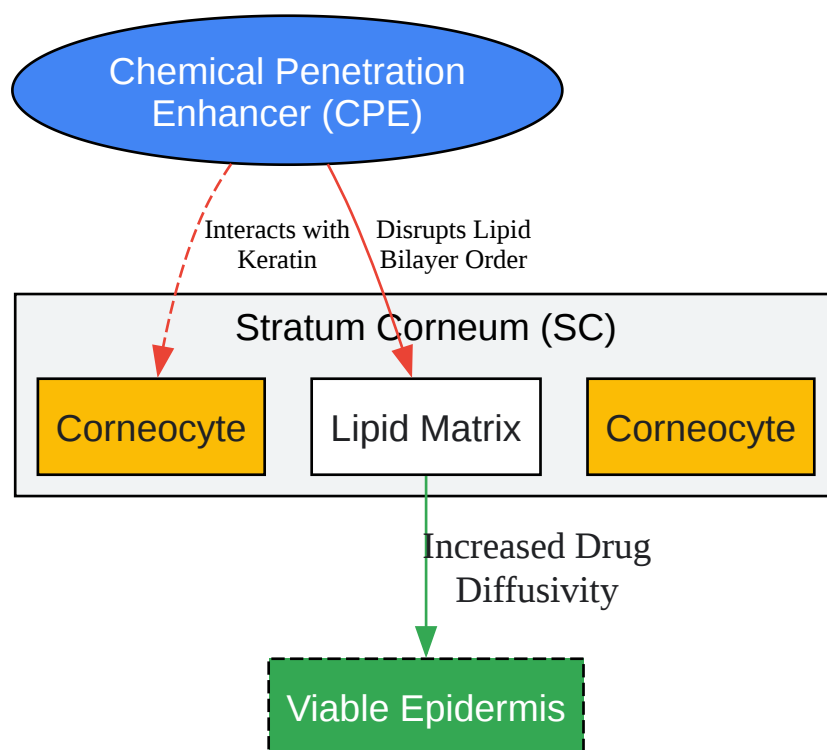 Chemical Penetration
Enhancer (CPE)
Interacts with
Keratin
Disrupts Lipid
Bilayer Order
Stratum Corneum (SC)
Corneocyte
Lipid Matrix
Corneocyte
Increased Drug
Diffusivity
Viable Epidermis